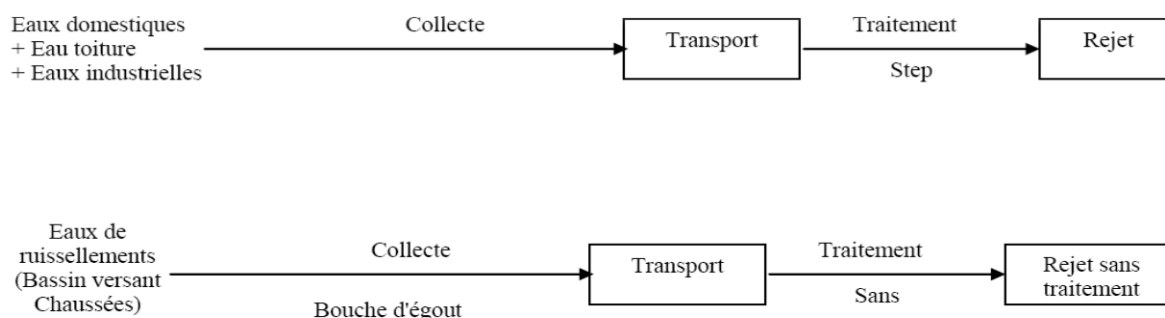 Eaux domestiques
+ Eau toiture
+ Eaux industrielles
Collecte
Transport
Traitement
Step
Rejet
Eaux de
ruissellements
(Bassin versant
Chaussées)
Collecte
Bouche d'égout
Transport
Traitement
Sans
Rejet sans
traitement